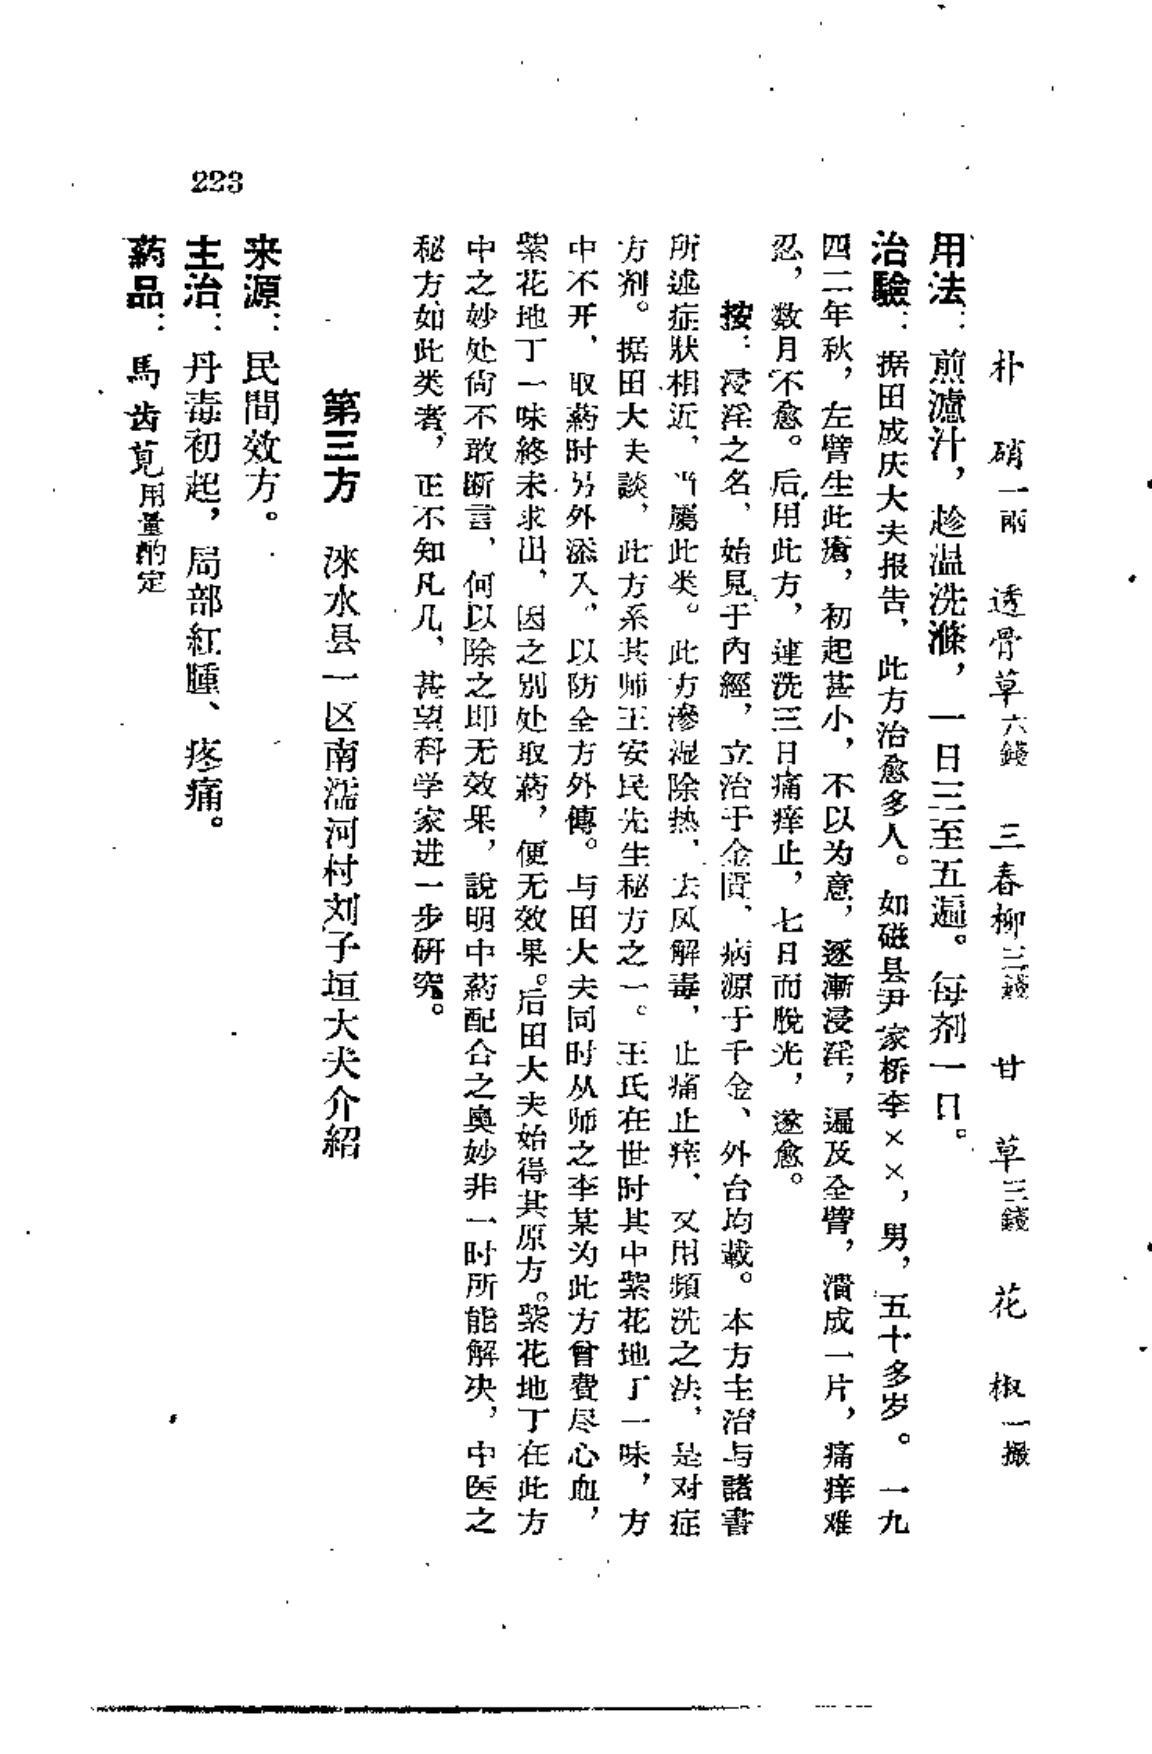 朴硝一兩　透骨草六錢　三春柳三錢　甘草三錢　花椒一撮
用法：煎濾汁，趁温洗滌，一日三至五遍。每剂一日。
治驗：据田成庆大夫报告，此方治愈多人。如磁县尹家桥李××，男，五十多岁。一九
四二年秋，左臂生此瘡，初起甚小，不以为意，逐漸浸淫，遍及全臂，潰成一片，痛痒难
忍，数月不愈。后用此方，連洗三日痛痒止，七日而脫光，遂愈。
按：浸淫之名，始見于內經，立治于金匱，病源于千金、外台均載。本方主治与諸書
所述症狀相近，当屬此类。此方滲湿除热，去风解毒，止痛止痒，又用頻洗之法，是对症
方剂。据田大夫談，此方系其师王安民先生秘方之一。王氏在世时其中紫花地丁一味，方
中不开，取葯时另外添入，以防全方外傳。与田大夫同时从师之李某为此方曾費尽心血，
紫花地丁一味終未求出，因之別处取葯，便无效果。后田大夫始得其原方。紫花地丁在此方
中之妙处尙不敢断言，何以除之即无效果，說明中葯配合之奧妙非一时所能解决，中医之
秘方如此类者，正不知凡几，甚望科学家进一步研究。
第三方　淶水县一区南濡河村刘子垣大夫介紹
来源：民間效方。
主治：丹毒初起，局部紅腫、疼痛。
葯品：馬齿莧用量酌定
223